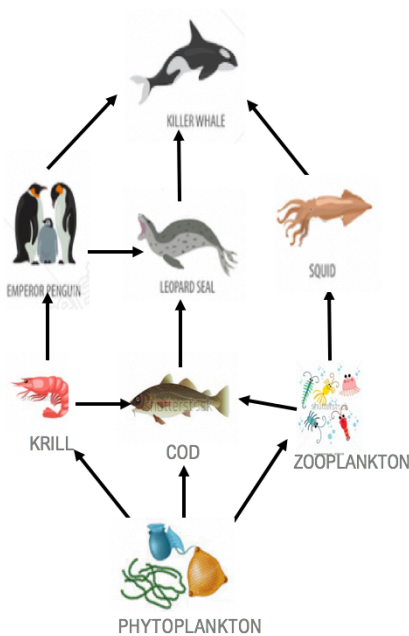 KILLER WHALE
EMPEROR PENGUIN
LEOPARD SEAL
SQUID
KRILL
COD
ZOOPLANKTON
PHYTOPLANKTON